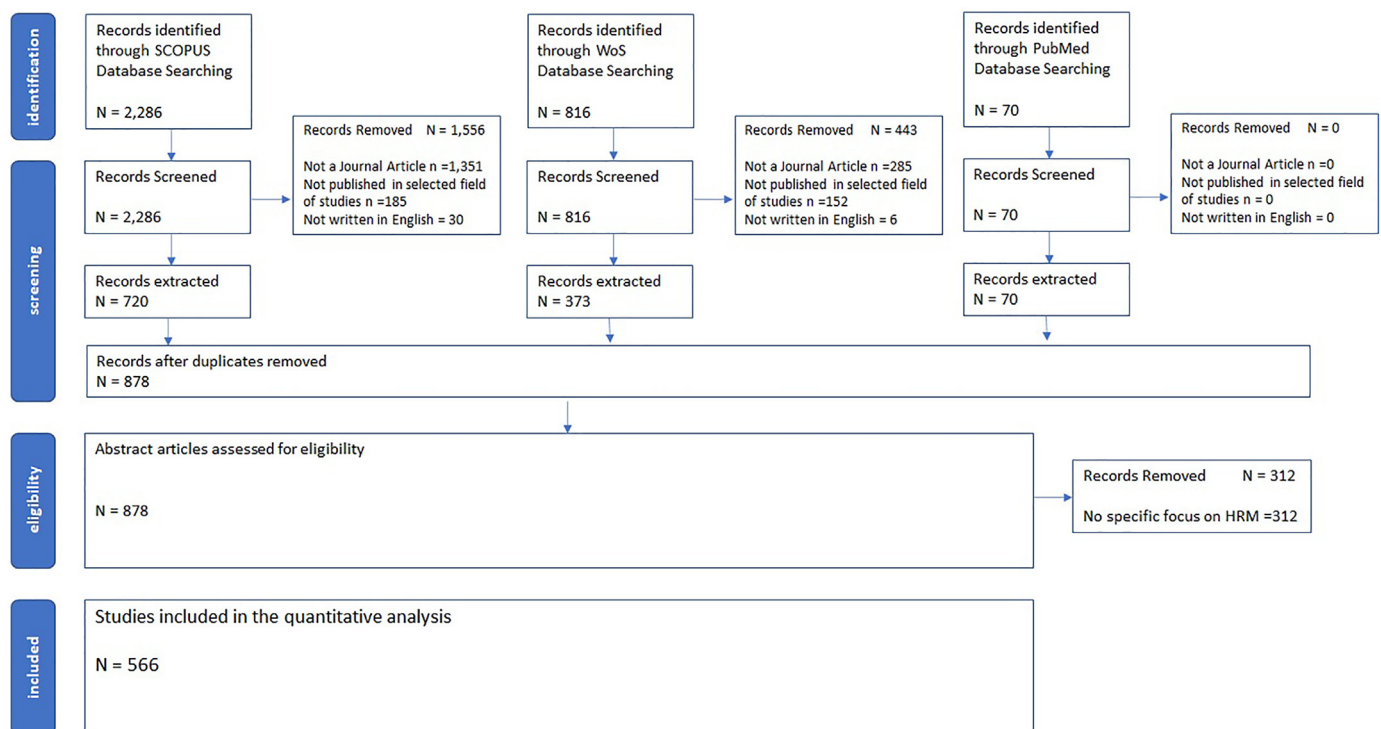 identification
Records identified
through SCOPUS
Database Searching
N = 2,286
Records identified
through WoS
Database Searching
N = 816
Records identified
through PubMed
Database Searching
N = 70
Records Removed N = 1,556
Not a Journal Article n =1,351
Not published in selected field
of studies n =185
Not written in English = 30
Records Removed N = 443
Not a Journal Article n =285
Not published in selected field
of studies n =152
Not written in English = 6
Records Removed N = 0
Not a Journal Article n =0
Not published in selected field
of studies n = 0
Not written in English = 0
screening
Records Screened
N = 2,286
Records Screened
N = 816
Records Screened
N = 70
Records extracted
N = 720
Records extracted
N = 373
Records extracted
N = 70
Records after duplicates removed
N = 878
eligibility
Abstract articles assessed for eligibility
N = 878
Records Removed N = 312
No specific focus on HRM =312
included
Studies included in the quantitative analysis
N = 566